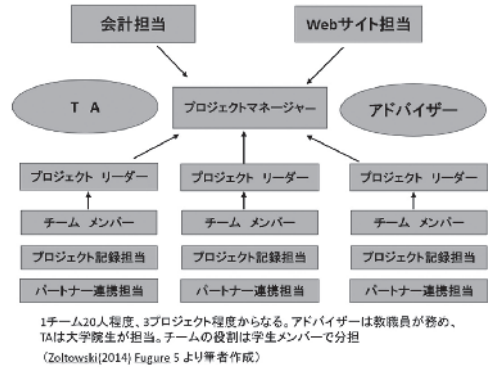 会計担当
Webサイト担当
TA
プロジェクトマネージャー
アドバイザー
プロジェクト リーダー
プロジェクト リーダー
プロジェクト リーダー
チーム メンバー
チーム メンバー
チーム メンバー
プロジェクト記録担当
プロジェクト記録担当
プロジェクト記録担当
パートナー連携担当
パートナー連携担当
パートナー連携担当
1チーム20人程度、3プロジェクト程度からなる。アドバイザーは教職員が務め、
TAは大学院生が担当。チームの役割は学生メンバーで分担
(Zoltowski(2014) Fugure 5 より筆者作成)